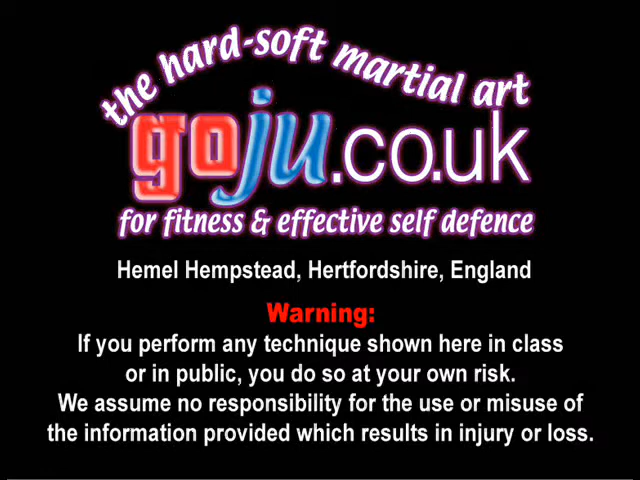 the hard-soft martial art
goju.co.uk
for fitness & effective self defence
Hemel Hempstead, Hertfordshire, England
Warning:
If you perform any technique shown here in class
or in public, you do so at your own risk.
We assume no responsibility for the use or misuse of
the information provided which results in injury or loss.